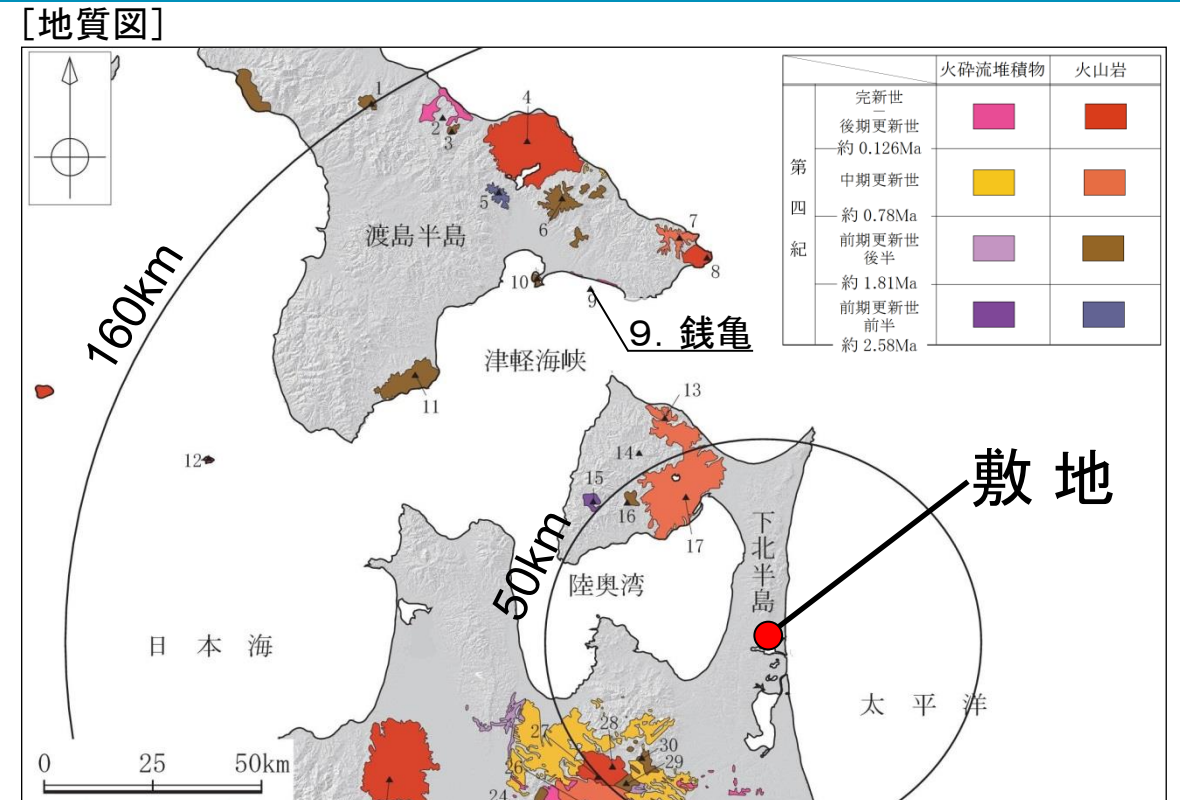 [地質図]
火砕流堆積物
火山岩
第四紀
完新世
－
後期更新世
約 0.126Ma
中期更新世
約 0.78Ma
前期更新世
後半
約 1.81Ma
前期更新世
前半
約 2.58Ma
1
2
3
4
5
6
7
8
9
10
渡島半島
160km
9. 銭亀
津軽海峡
11
12
13
14
15
16
17
敷 地
下北半島
50km
陸奥湾
日 本 海
太 平 洋
27
28
30
29
24
0 25 50km